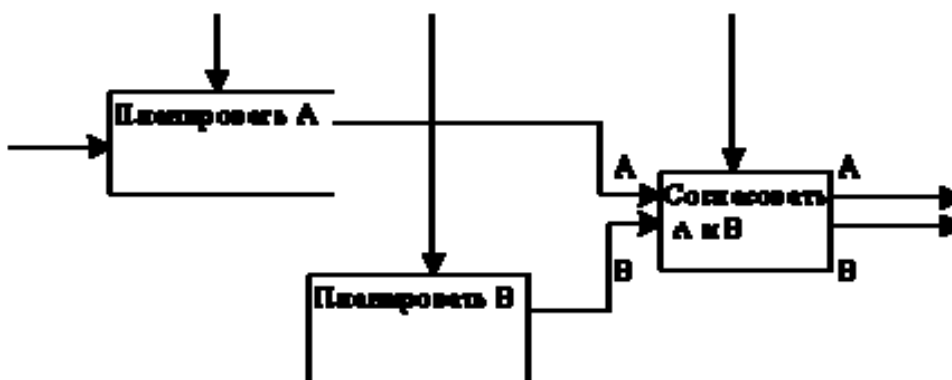 Планировать А
А
Согласовать
А и В
А
В
В
Планировать В